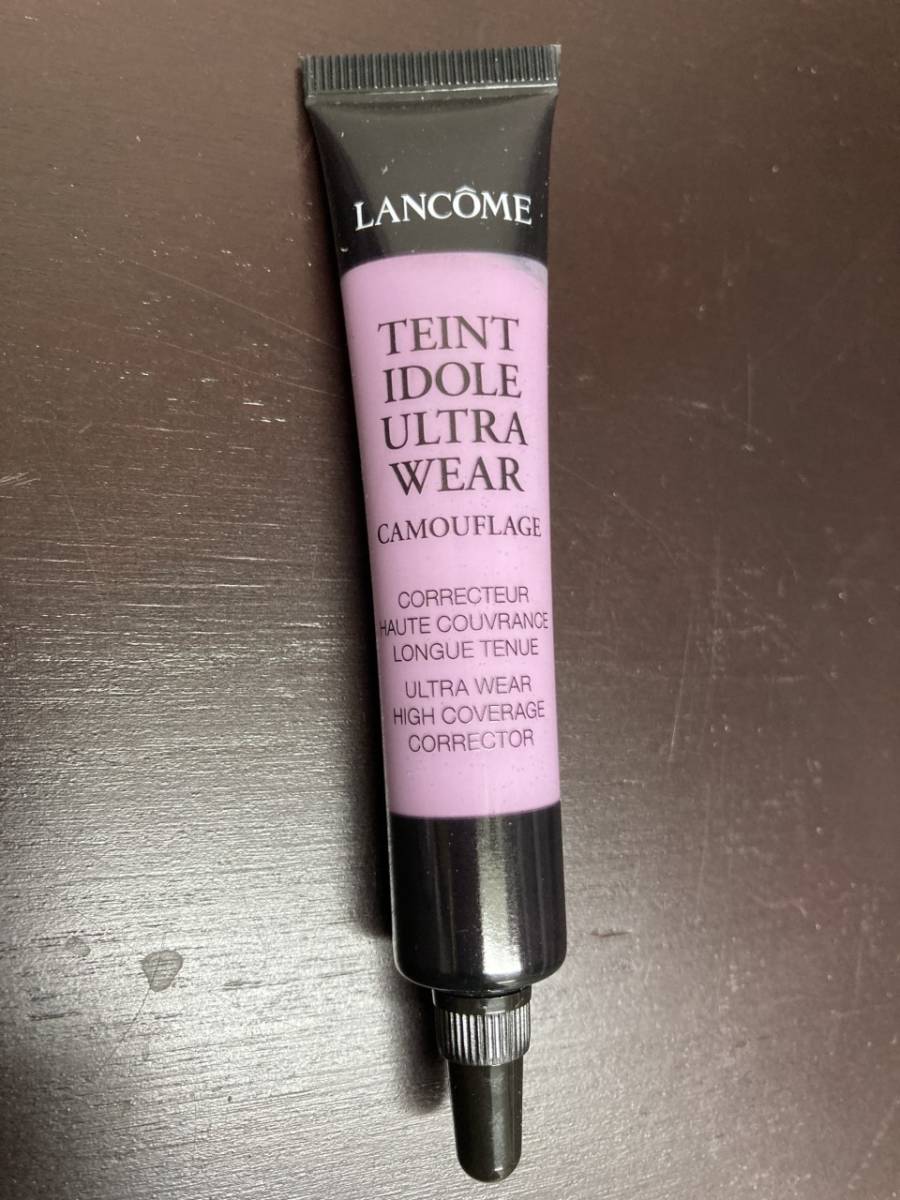 LANCÔME
TEINT
IDOLE
ULTRA
WEAR
CAMOUFLAGE
CORRECTEUR
HAUTE COUVRANCE
LONGUE TENUE
ULTRA WEAR
HIGH COVERAGE
CORRECTOR